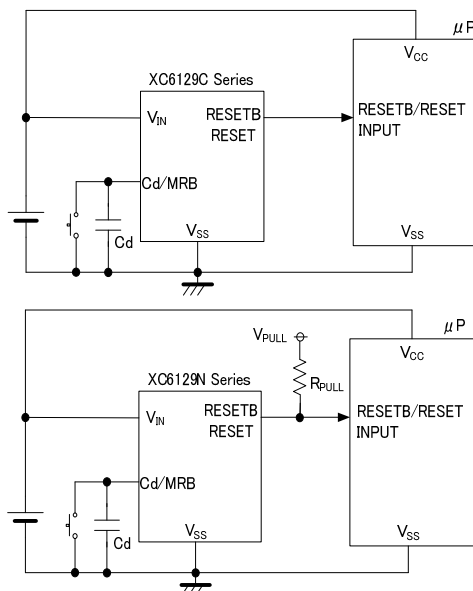 μP
VCC
XC6129C Series
VIN
RESETB
RESET
RESETB/RESET
INPUT
Cd/MRB
Cd
VSS
VSS
μP
VPULL
VCC
RPULL
XC6129N Series
VIN
RESETB
RESET
RESETB/RESET
INPUT
Cd/MRB
Cd
VSS
VSS